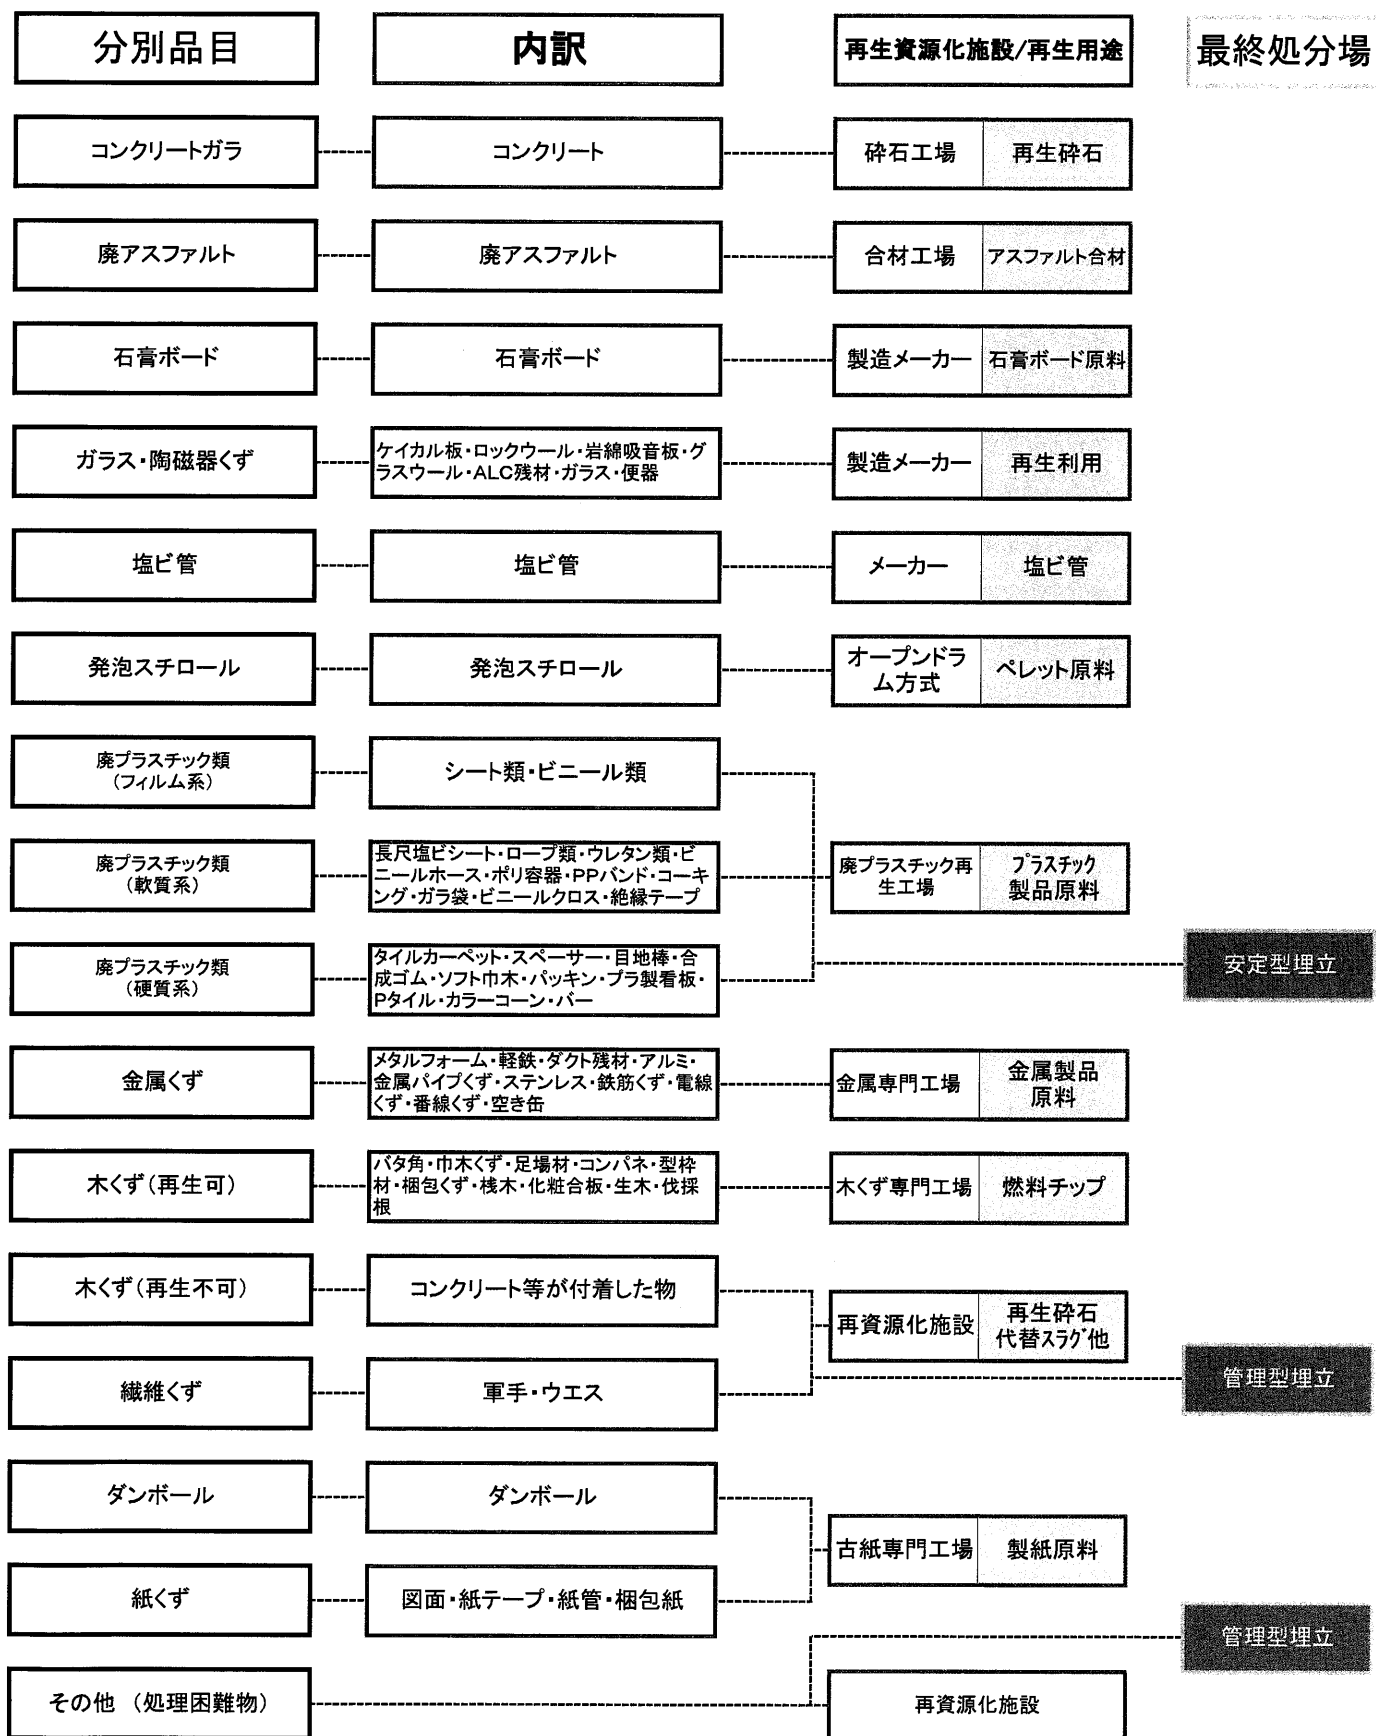 分別品目
内訳
再生資源化施設/再生用途
最終処分場
コンクリートガラ
コンクリート
砕石工場
再生砕石
廃アスファルト
廃アスファルト
合材工場
アスファルト合材
石膏ボード
石膏ボード
製造メーカー
石膏ボード原料
ガラス・陶磁器くず
ケイカル板・ロックウール・岩綿吸音板・グ
ラスウール・ALC残材・ガラス・便器
製造メーカー
再生利用
塩ビ管
塩ビ管
メーカー
塩ビ管
発泡スチロール
発泡スチロール
オープンドラ
ム方式
ペレット原料
廃プラスチック類
(フィルム系)
シート類・ビニール類
廃プラスチック類
(軟質系)
長尺塩ビシート・ロープ類・ウレタン類・ビ
ニールホース・ポリ容器・PPバンド・コーキ
ング・ガラ袋・ビニールクロス・絶縁テープ
廃プラスチック再
生工場
プラスチック
製品原料
廃プラスチック類
(硬質系)
タイルカーペット・スペーサー・目地棒・合
成ゴム・ソフト巾木・パッキン・プラ製看板・
Pタイル・カラーコーン・バー
安定型埋立
金属くず
メタルフォーム・軽鉄・ダクト残材・アルミ・
金属パイプくず・ステンレス・鉄筋くず・電線
くず・番線くず・空き缶
金属専門工場
金属製品
原料
木くず(再生可)
バタ角・巾木くず・足場材・コンパネ・型枠
材・梱包くず・桟木・化粧合板・生木・伐採
根
木くず専門工場
燃料チップ
木くず(再生不可)
コンクリート等が付着した物
再資源化施設
再生砕石
代替スラグ他
管理型埋立
繊維くず
軍手・ウエス
ダンボール
ダンボール
古紙専門工場
製紙原料
紙くず
図面・紙テープ・紙管・梱包紙
管理型埋立
その他 (処理困難物)
再資源化施設